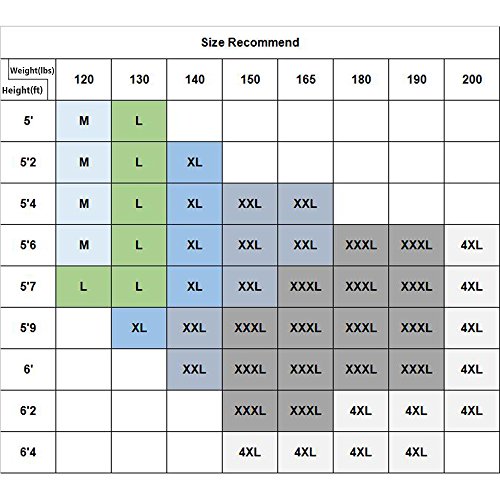 Size Recommend
Weight(lbs) 120 130 140 150 165 180 190 200
Height(ft)
5' M L
5'2 M L XL
5'4 M L XL XXL XXL
5'6 M L XL XXL XXL XXXL XXXL 4XL
5'7 L L XL XXL XXXL XXXL XXXL 4XL
5'9 XL XXL XXXL XXXL XXXL XXXL 4XL
6' XXL XXXL XXXL XXXL XXXL 4XL
6'2 XXXL XXXL 4XL 4XL 4XL
6'4 4XL 4XL 4XL 4XL